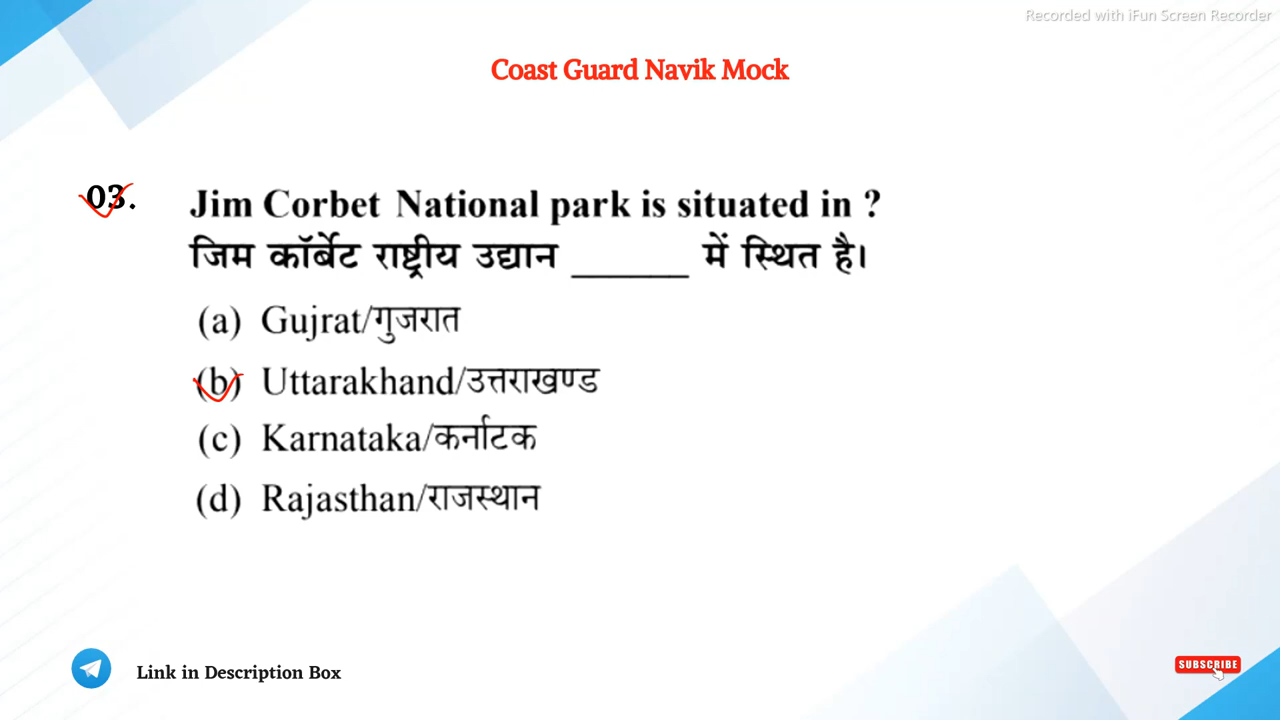 Recorded with iFun Screen Recorder
Coast Guard Navik Mock
03. Jim Corbet National park is situated in ?
जिम कॉर्बेट राष्ट्रीय उद्यान ______ में स्थित है।
(a) Gujrat/गुजरात
(b) Uttarakhand/उत्तराखण्ड
(c) Karnataka/कर्नाटक
(d) Rajasthan/राजस्थान
Link in Description Box
SUBSCRIBE